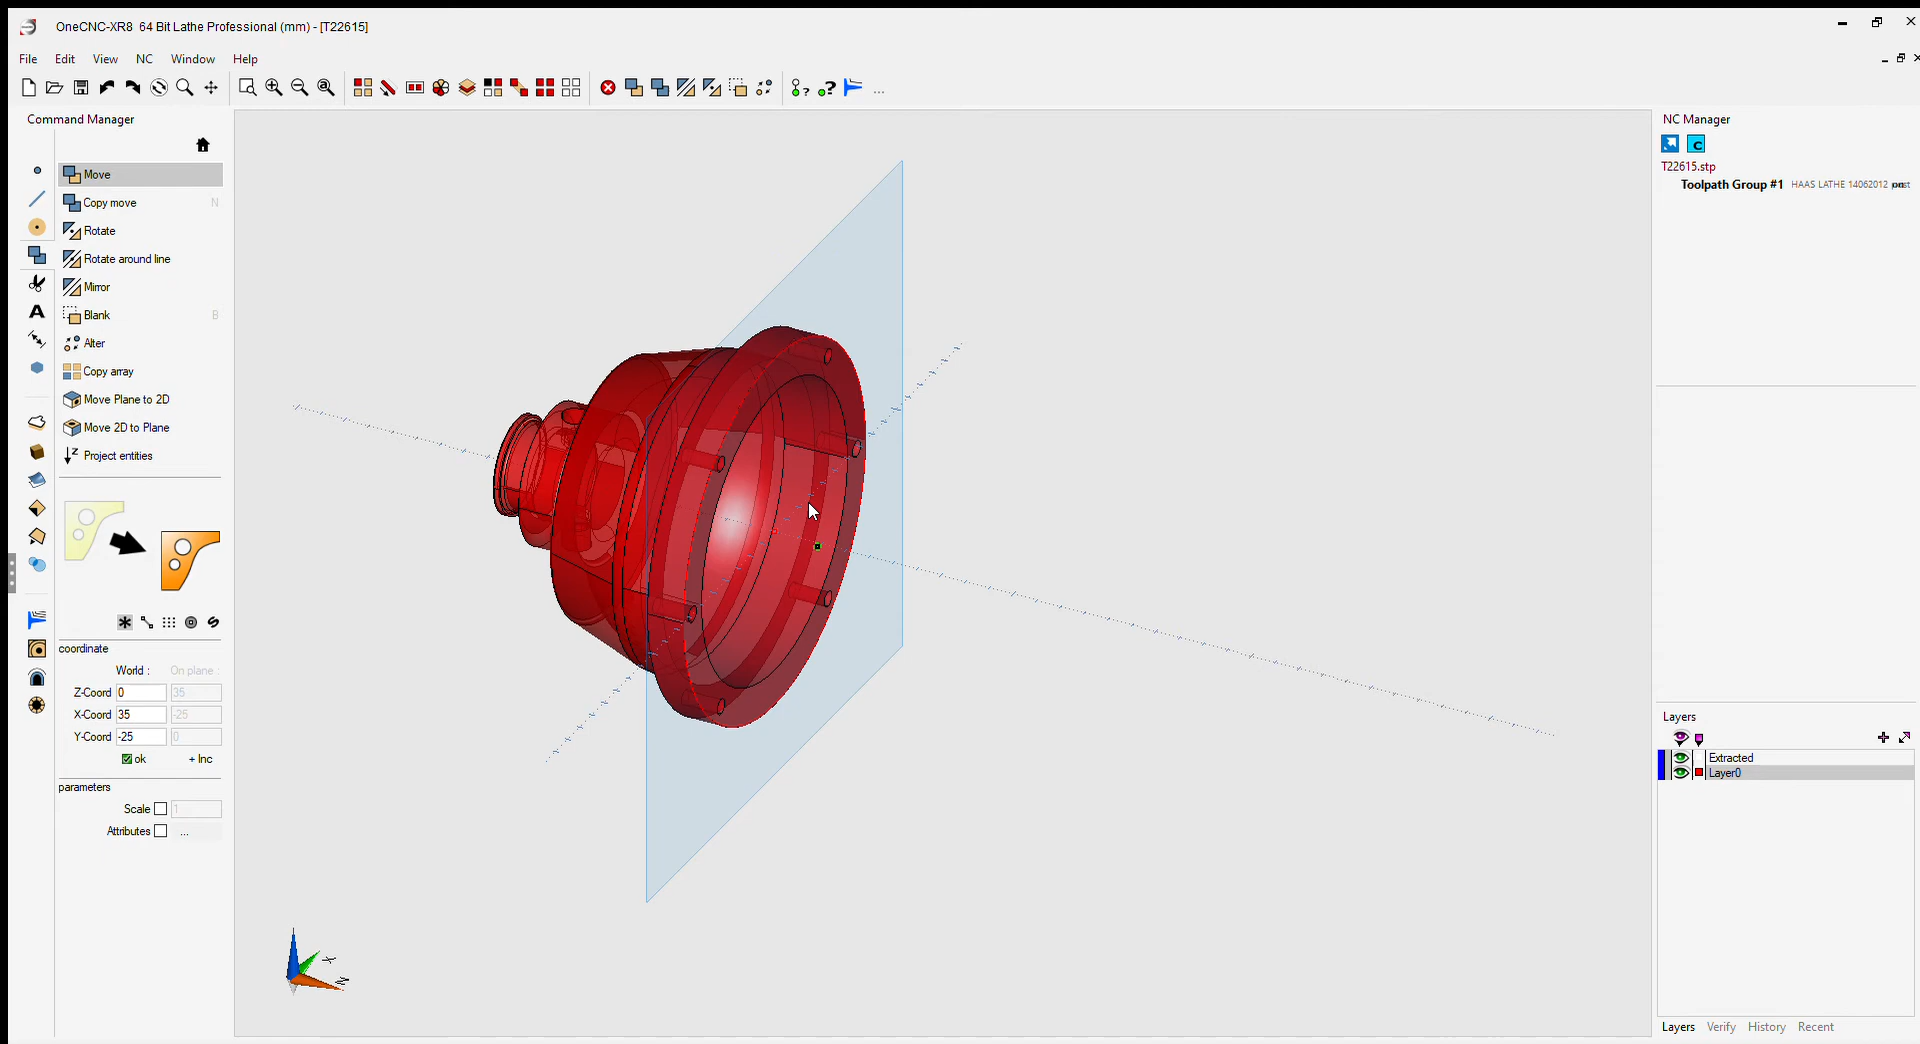 OneCNC-XR8 64 Bit Lathe Professional (mm) - [T22615]
File Edit View NC Window Help
Command Manager
Move
Copy move N
Rotate
Rotate around line
Mirror
Blank B
Alter
Copy array
Move Plane to 2D
Move 2D to Plane
Project entities
coordinate
World : On plane :
Z-Coord 0 35
X-Coord 35 -25
Y-Coord -25 0
ok + Inc
parameters
Scale 1
Attributes ...
X
Z
NC Manager
T22615.stp
Toolpath Group #1 HAAS LATHE 14062012
Layers
Extracted
Layer0
Layers Verify History Recent